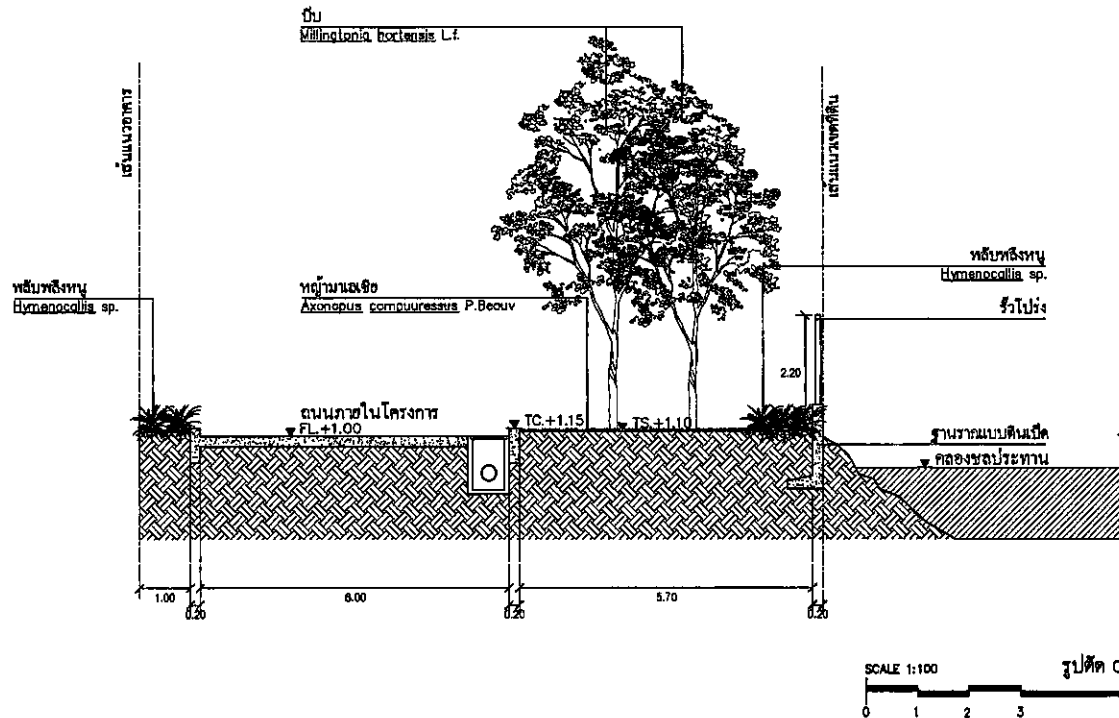 ปีบ
Millingtonia hortensis L.f.
เส้นแนวอาคาร
เส้นแนวเขตที่ดิน
พลับพลึงหนู
Hymenocallis sp.
พลับพลึงหนู
Hymenocallis sp.
หญ้ามาเลเซีย
Axonopus compuuressus P.Beouv
รั้วโปร่ง
2.20
ถนนภายในโครงการ
FL.+1.00
TC.+1.15
TS.+1.10
ฐานรากแบบตีนเป็ด
คลองชลประทาน
1.00
0.20
6.00
0.20
5.70
0.20
SCALE 1:100
รูปตัด
0 1 2 3